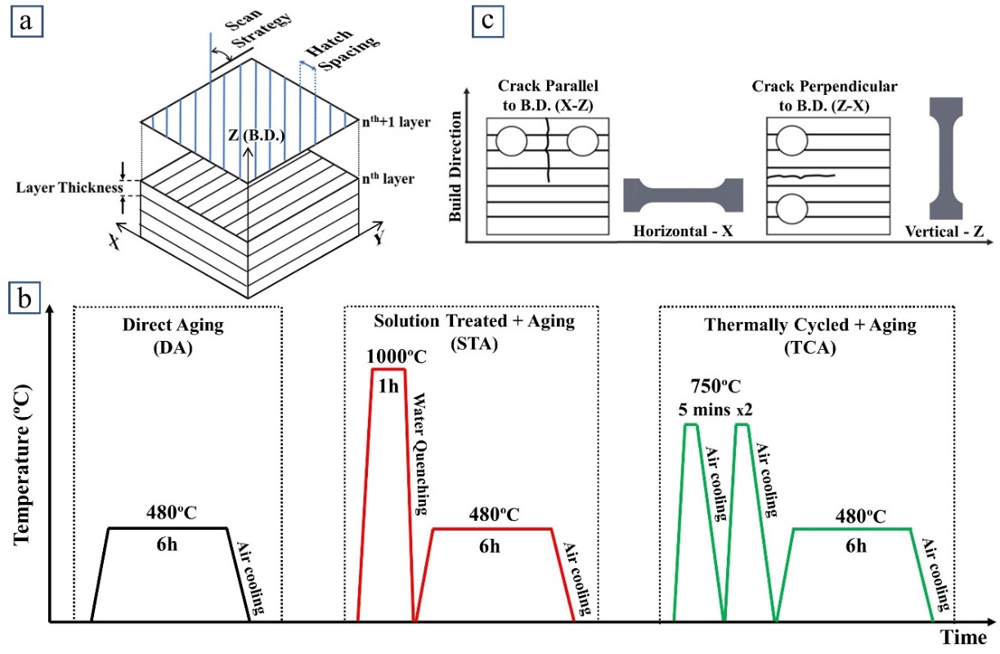 a
Scan
Strategy
Hatch
Spacing
Z (B.D.)
nth+1 layer
nth layer
Layer Thickness
X
Y
c
Build Direction
Crack Parallel
to B.D. (X-Z)
Horizontal - X
Crack Perpendicular
to B.D. (Z-X)
Vertical - Z
b
Temperature (ºC)
Direct Aging
(DA)
480ºC
6h
Air cooling
Solution Treated + Aging
(STA)
1000ºC
1h
Water Quenching
480ºC
6h
Air cooling
Thermally Cycled + Aging
(TCA)
750ºC
5 mins x2
Air cooling
Air cooling
480ºC
6h
Air cooling
Time